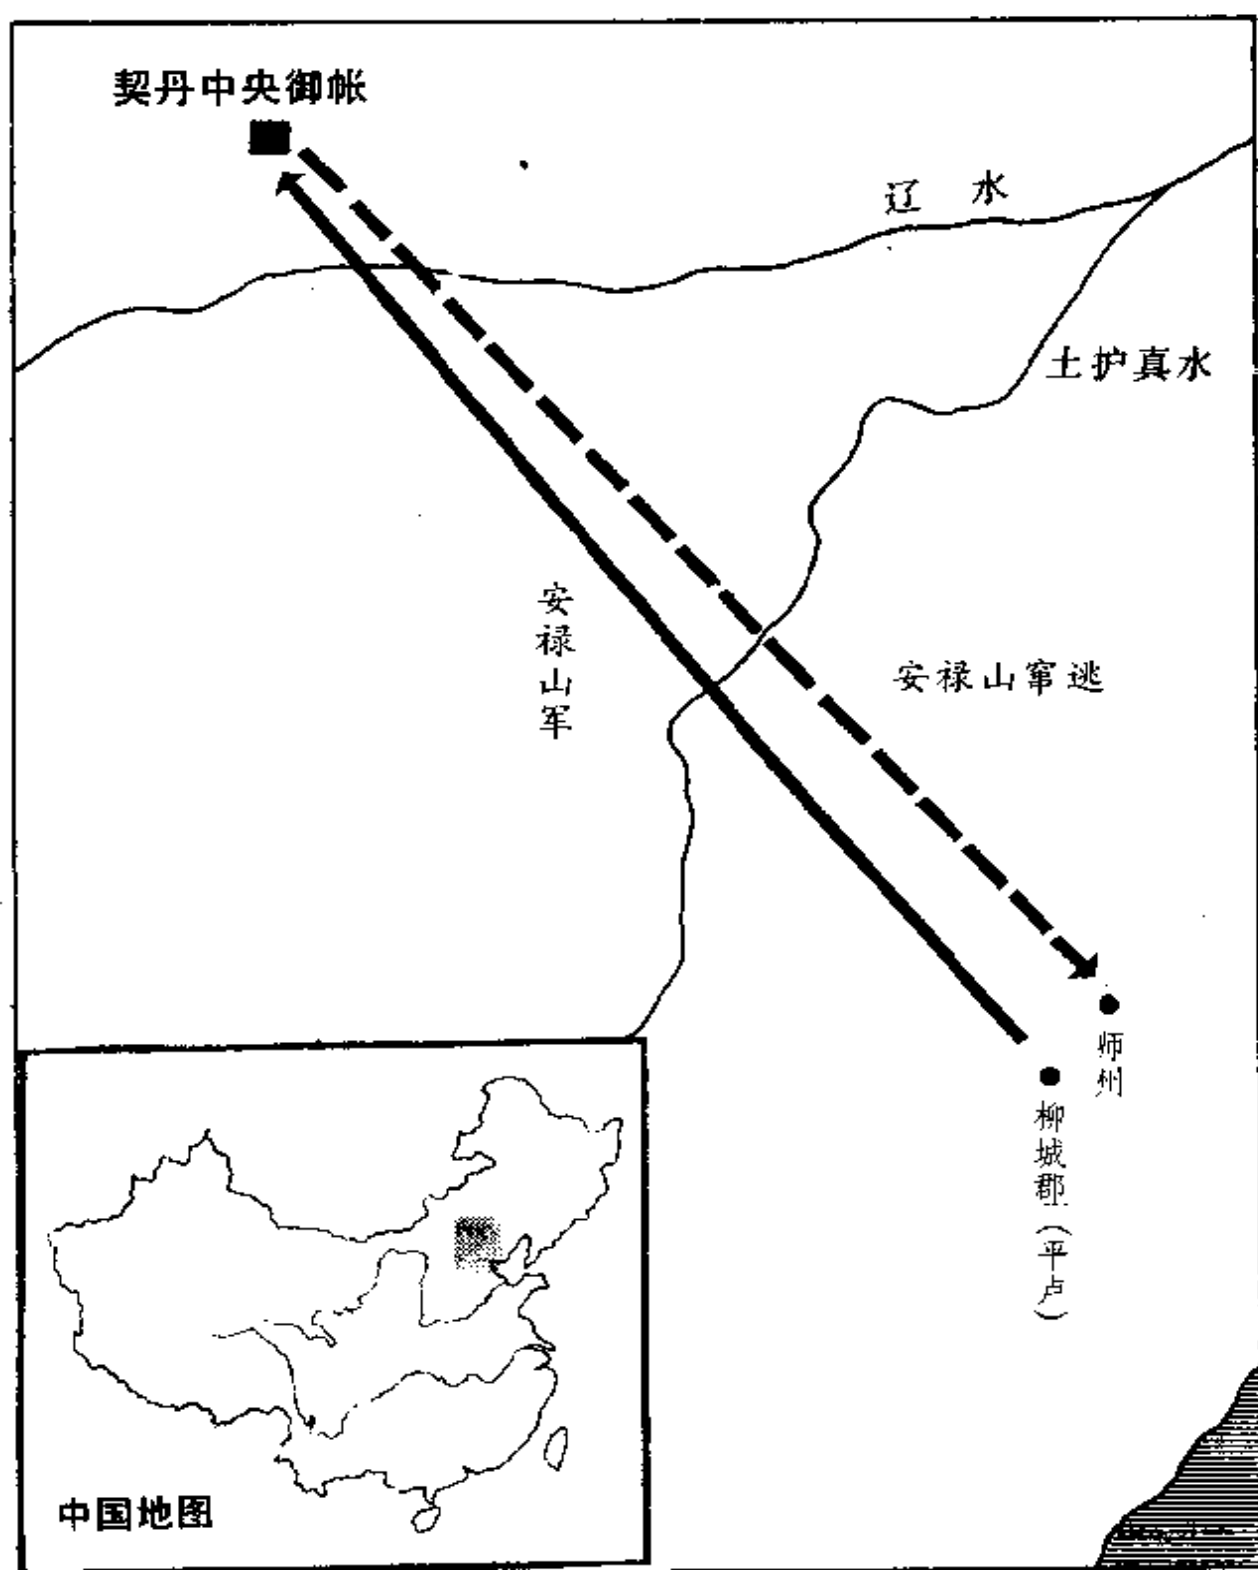 契丹中央御帐
辽水
土护真水
安禄山军
安禄山窜逃
师州
柳城郡(平卢)
中国地图